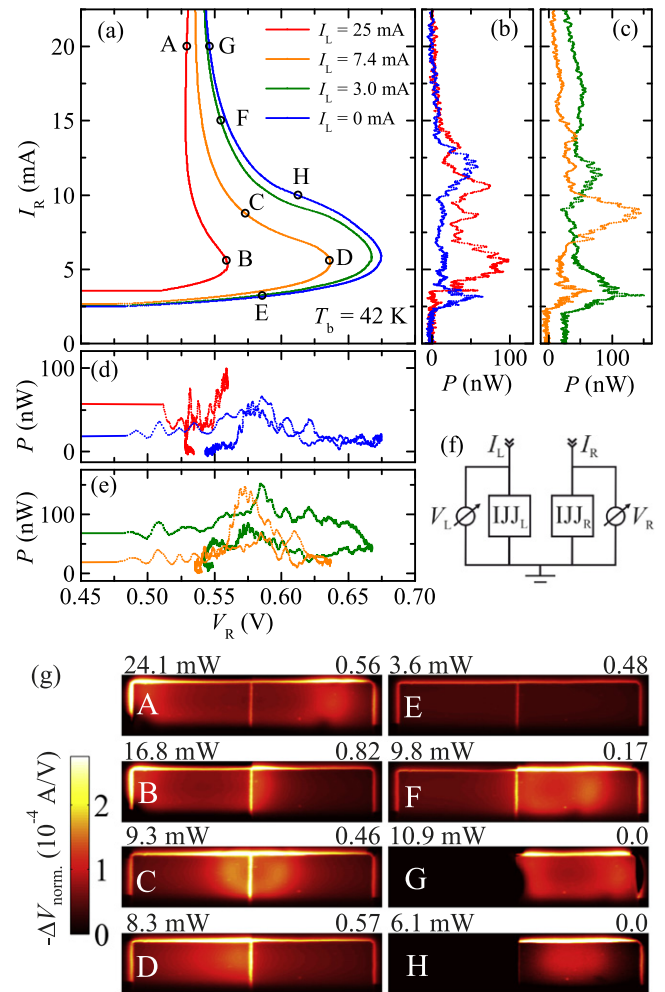 (a)
I_L = 25 mA
I_L = 7.4 mA
I_L = 3.0 mA
I_L = 0 mA
A G
F
H
C
B D
E
T_b = 42 K
I_R (mA)
20
15
10
5
0
(b)
(c)
0 100
P (nW)
0 100
P (nW)
(d)
P (nW)
100
0
(e)
P (nW)
100
0
0.45 0.50 0.55 0.60 0.65 0.70
V_R (V)
(f)
I_L I_R
V_L IJJ_L IJJ_R V_R
(g)
-ΔV_norm. (10⁻⁴ A/V)
2
1
0
24.1 mW 0.56
A
16.8 mW 0.82
B
9.3 mW 0.46
C
8.3 mW 0.57
D
3.6 mW 0.48
E
9.8 mW 0.17
F
10.9 mW 0.0
G
6.1 mW 0.0
H